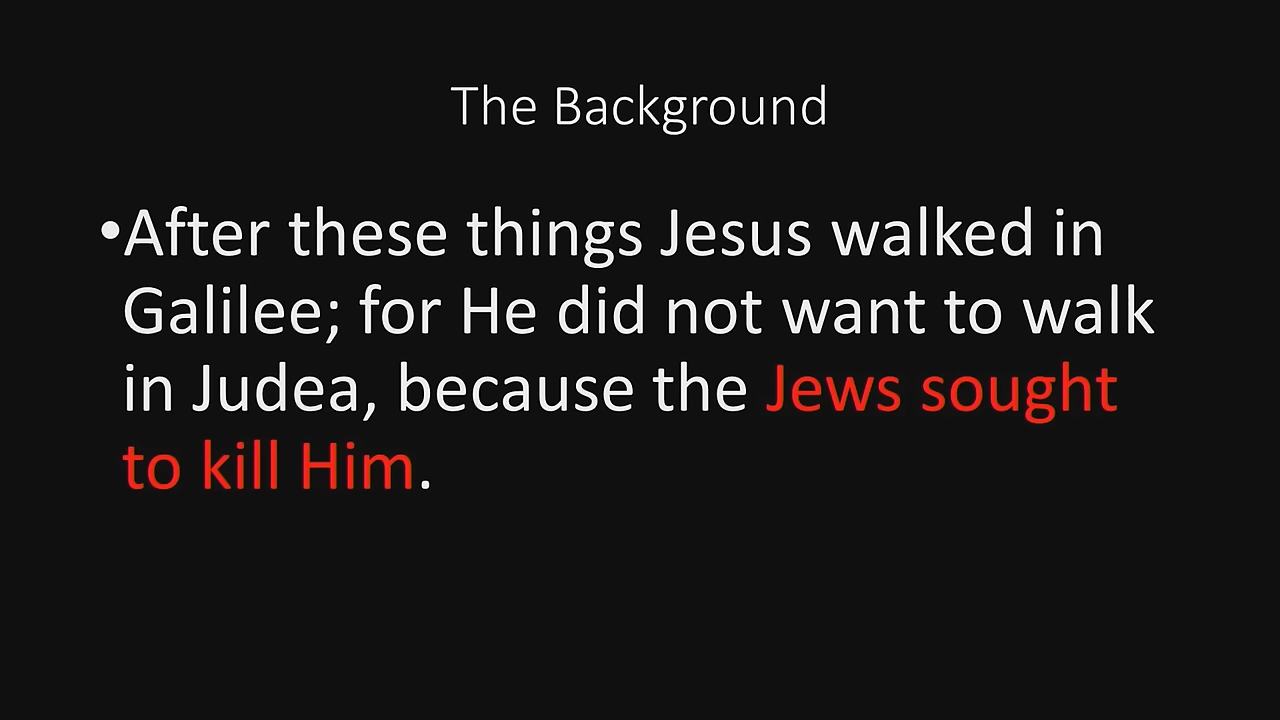 The Background
•After these things Jesus walked in
Galilee; for He did not want to walk
in Judea, because the Jews sought
to kill Him.